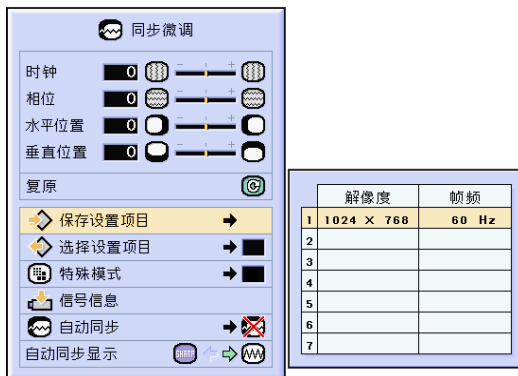 同步微调
时钟 0 - +
相位 0 - +
水平位置 0 - +
垂直位置 0 - +
复原
保存设置项目
选择设置项目
特殊模式
信号信息
自动同步
自动同步显示 SHARP
解像度 帧频
1 1024 X 768 60 Hz
2
3
4
5
6
7